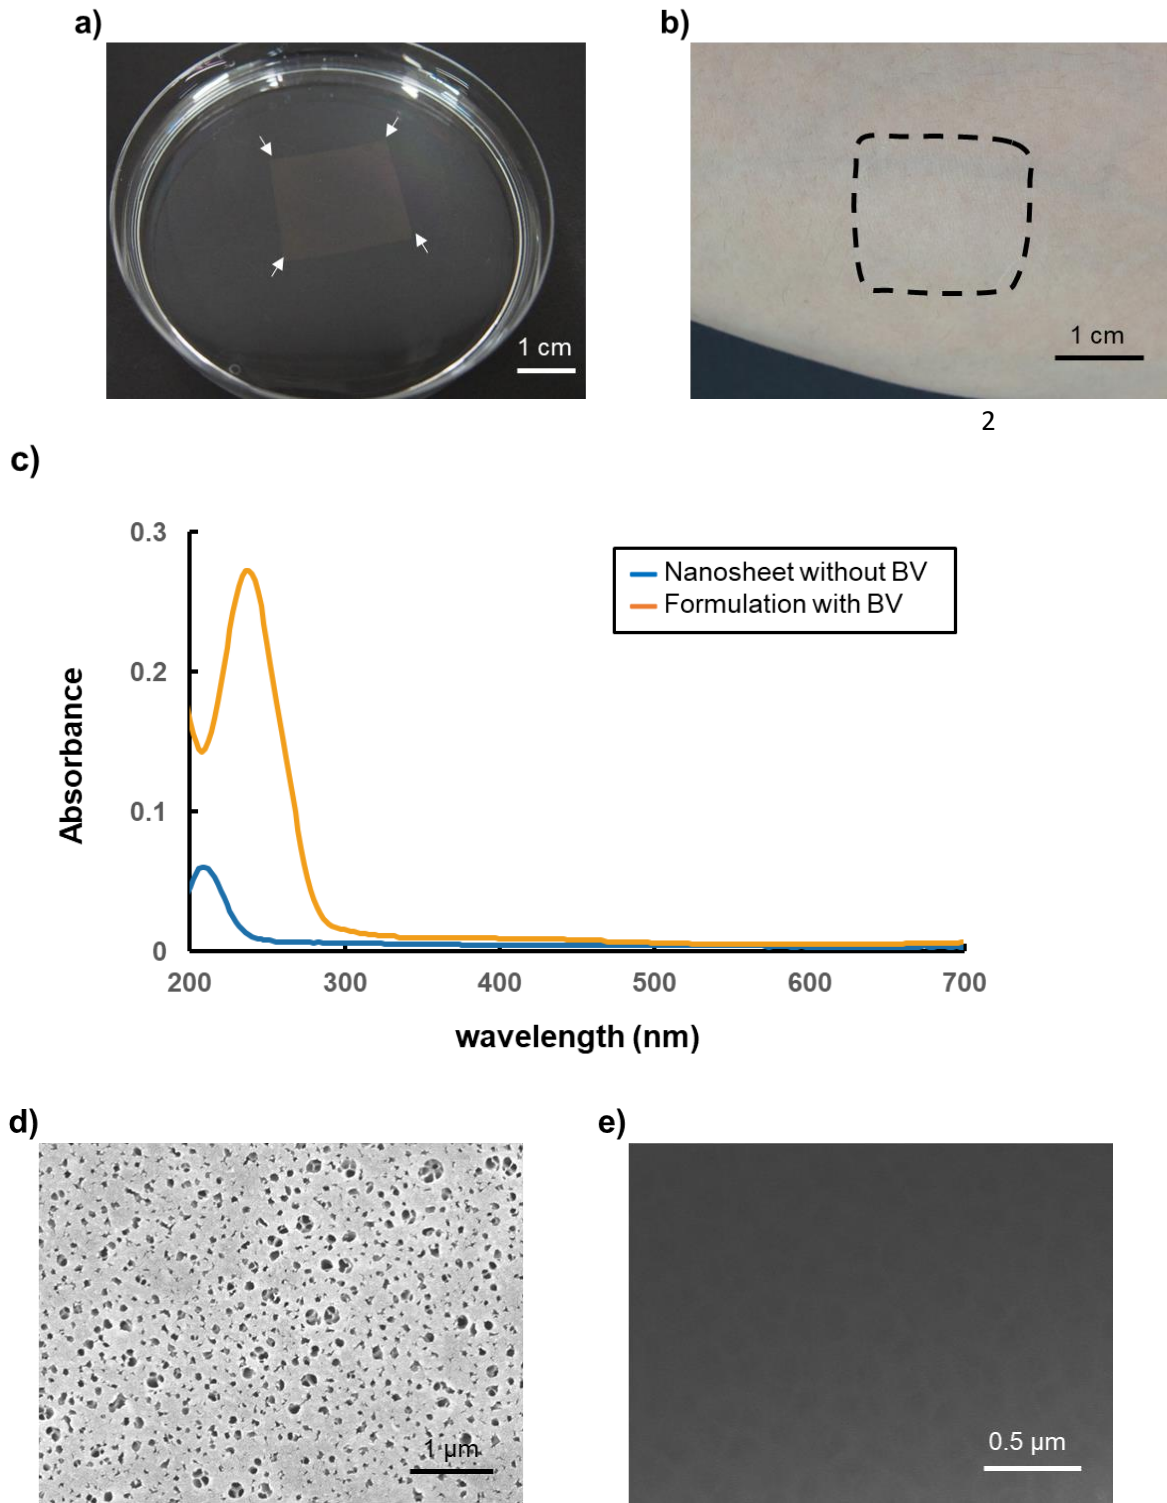 a)
b)
1 cm
1 cm
2
c)
0.3
0.2
0.1
0
Absorbance
Nanosheet without BV
Formulation with BV
200
300
400
500
600
700
wavelength (nm)
d)
e)
1 μm
0.5 μm